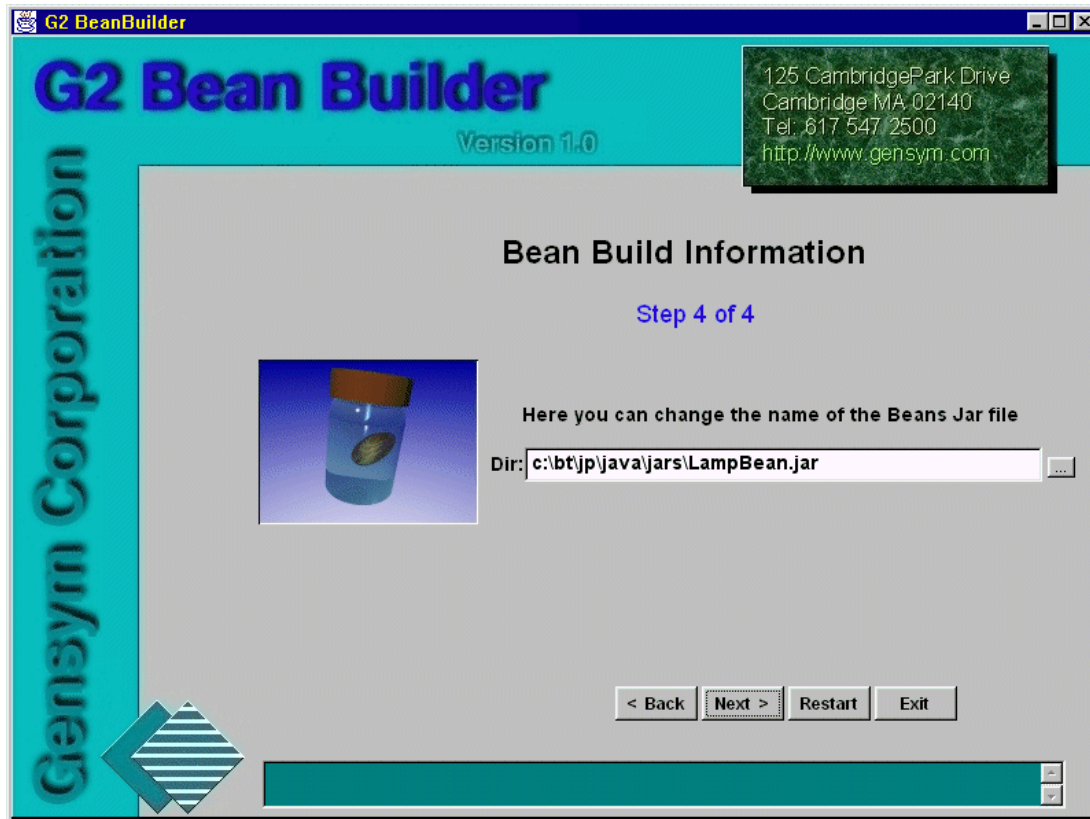 G2 BeanBuilder
G2 Bean Builder
Version 1.0
125 CambridgePark Drive
Cambridge MA 02140
Tel: 617 547 2500
http://www.gensym.com
Gensym Corporation
Bean Build Information
Step 4 of 4
Here you can change the name of the Beans Jar file
Dir: c:\bt\jp\java\jars\LampBean.jar ...
< Back Next > Restart Exit